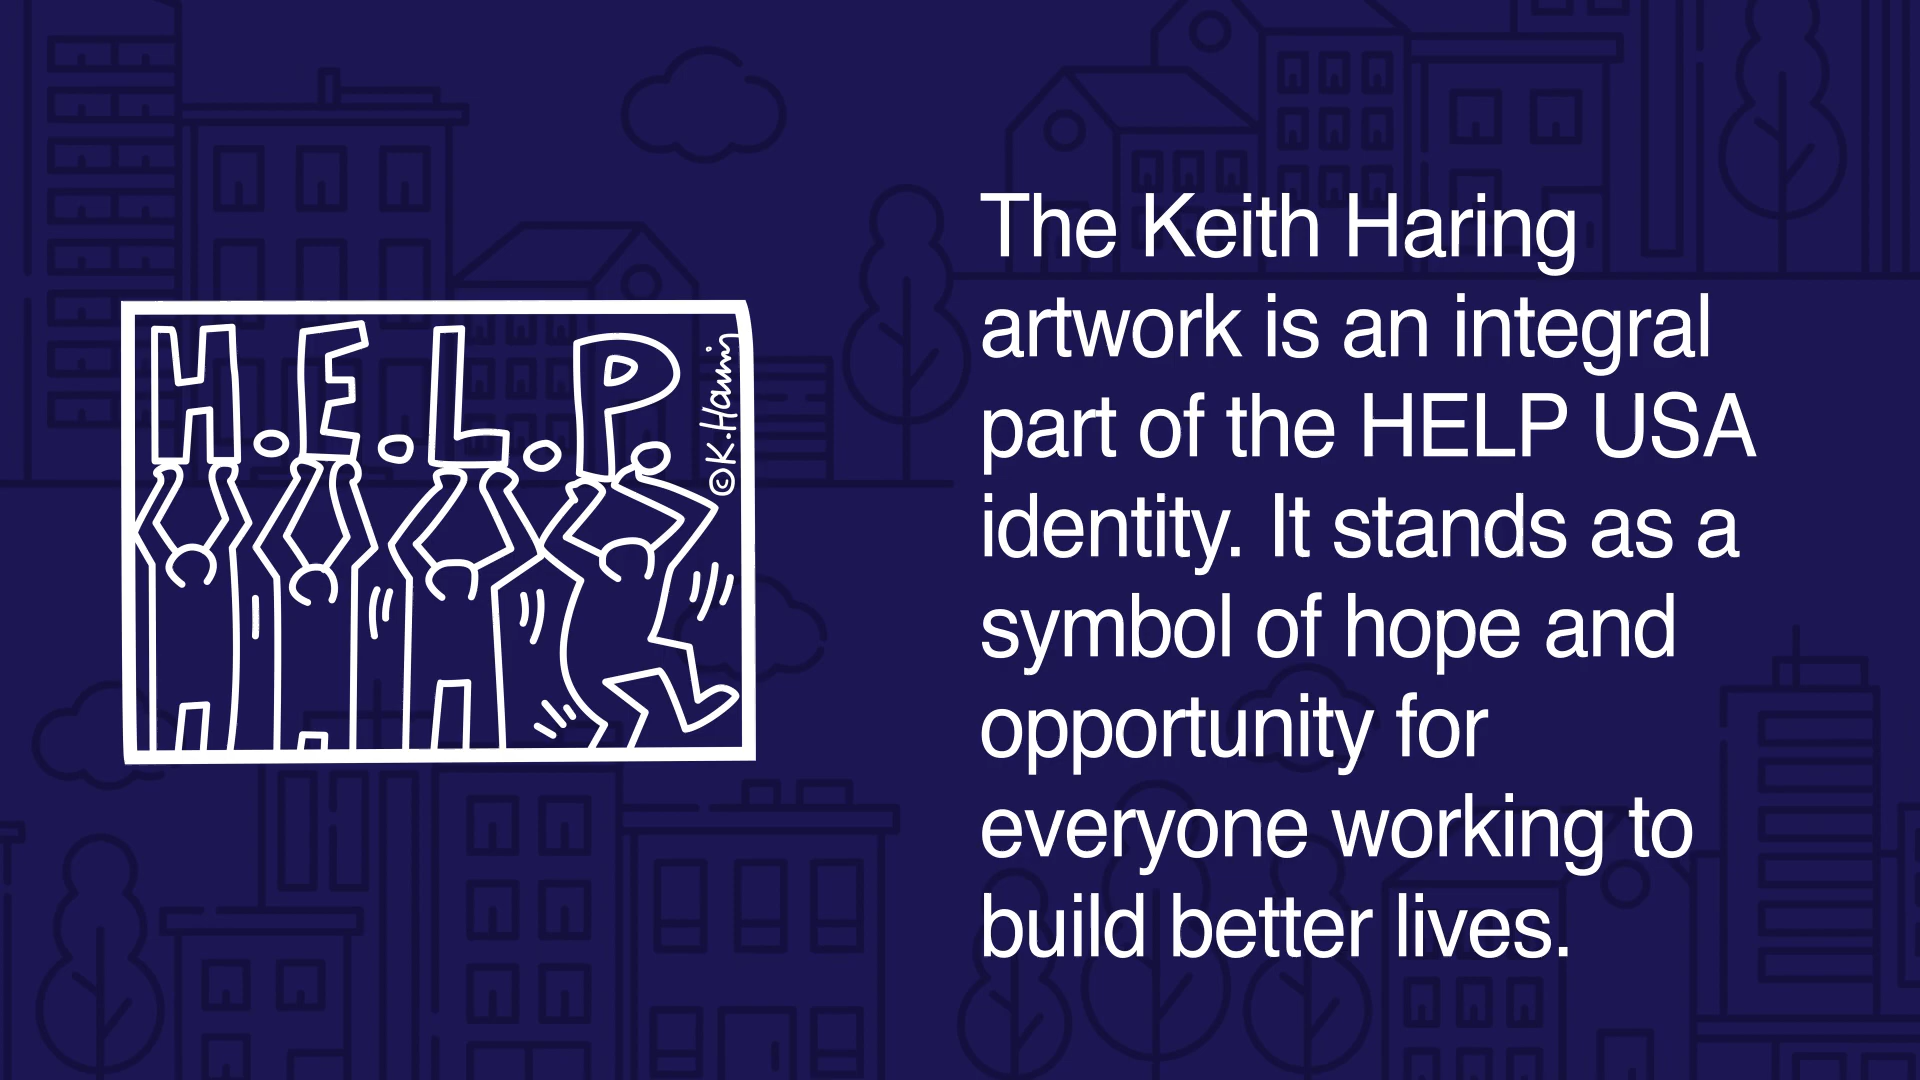 H.E.L.P
©K.Haring
The Keith Haring
artwork is an integral
part of the HELP USA
identity. It stands as a
symbol of hope and
opportunity for
everyone working to
build better lives.